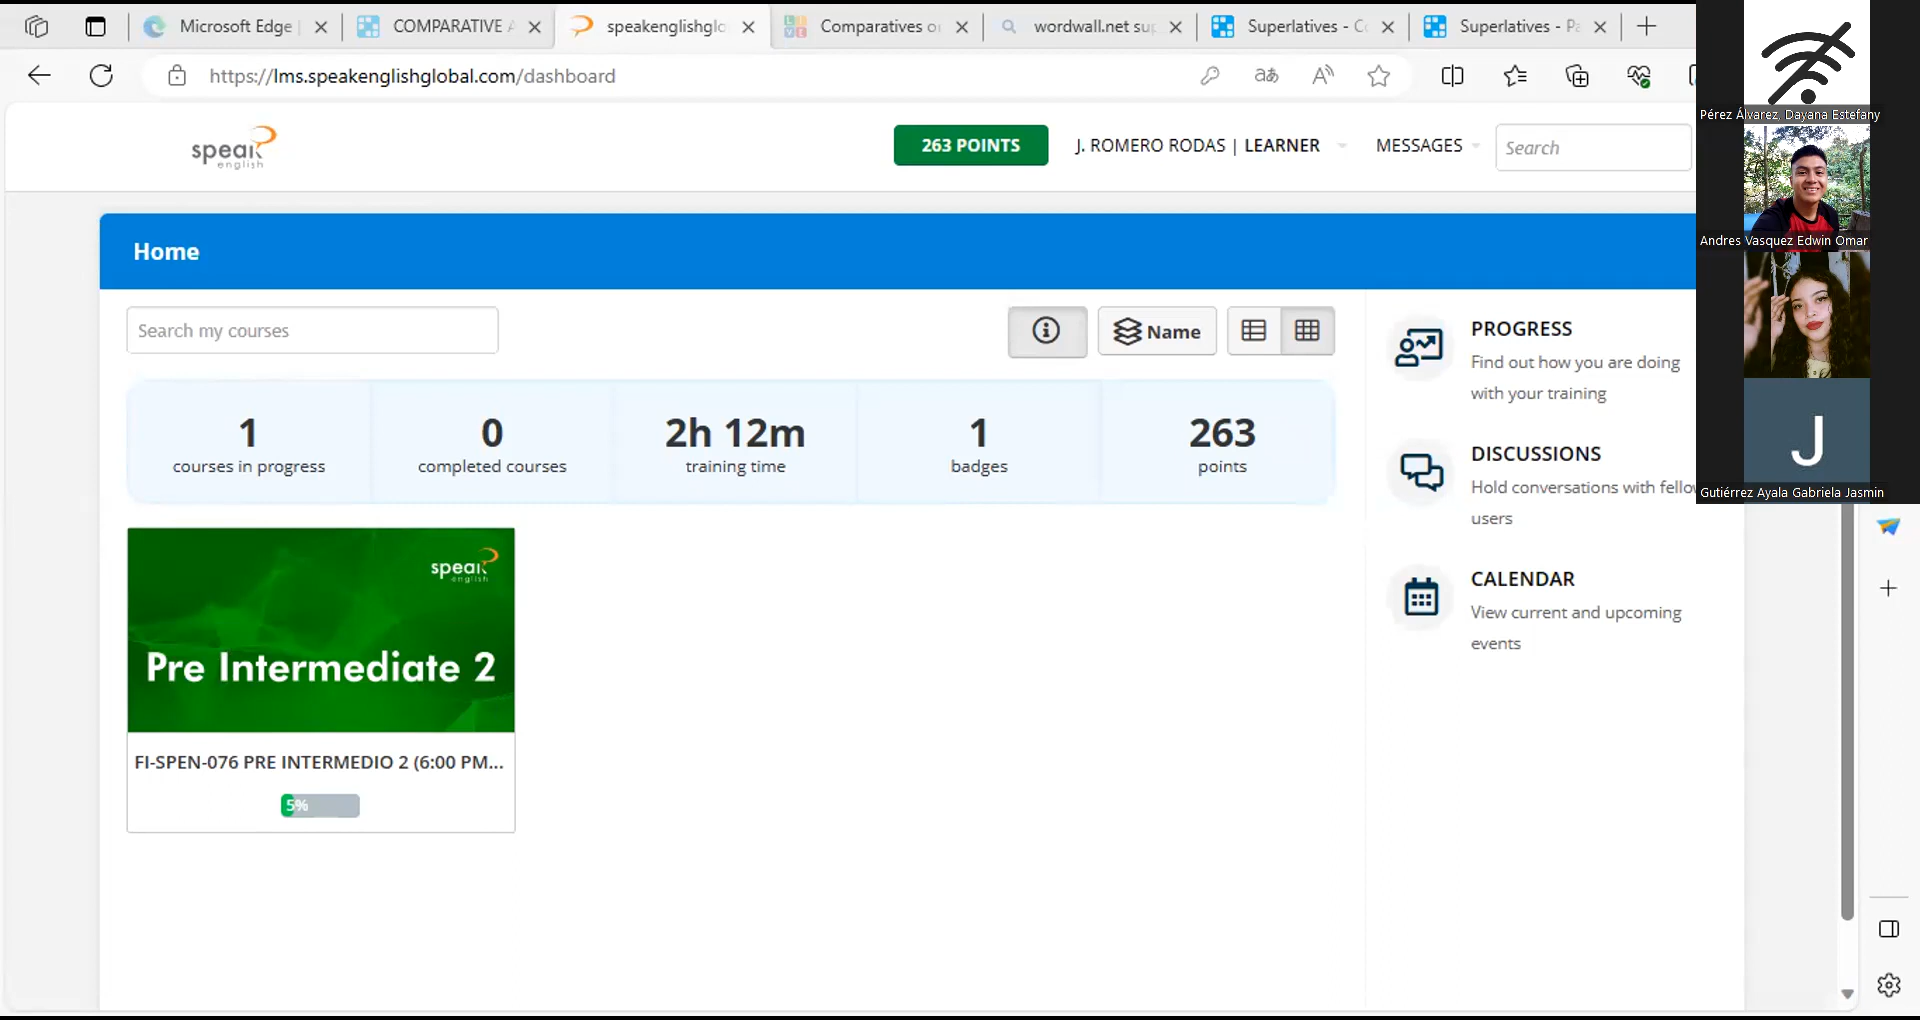 Microsoft Edge
COMPARATIVE A
speakenglishglo
Comparatives o
wordwall.net sup
Superlatives - Co
Superlatives - Pa
https://lms.speakenglishglobal.com/dashboard
speak
english
263 POINTS
J. ROMERO RODAS | LEARNER
MESSAGES
Search
Pérez Álvarez, Dayana Estefany
Andres Vasquez Edwin Omar
J
Gutiérrez Ayala Gabriela Jasmin
Home
Search my courses
Name
1
courses in progress
0
completed courses
2h 12m
training time
1
badges
263
points
PROGRESS
Find out how you are doing
with your training
DISCUSSIONS
Hold conversations with fello
users
CALENDAR
View current and upcoming
events
speak
english
Pre Intermediate 2
FI-SPEN-076 PRE INTERMEDIO 2 (6:00 PM...
5%